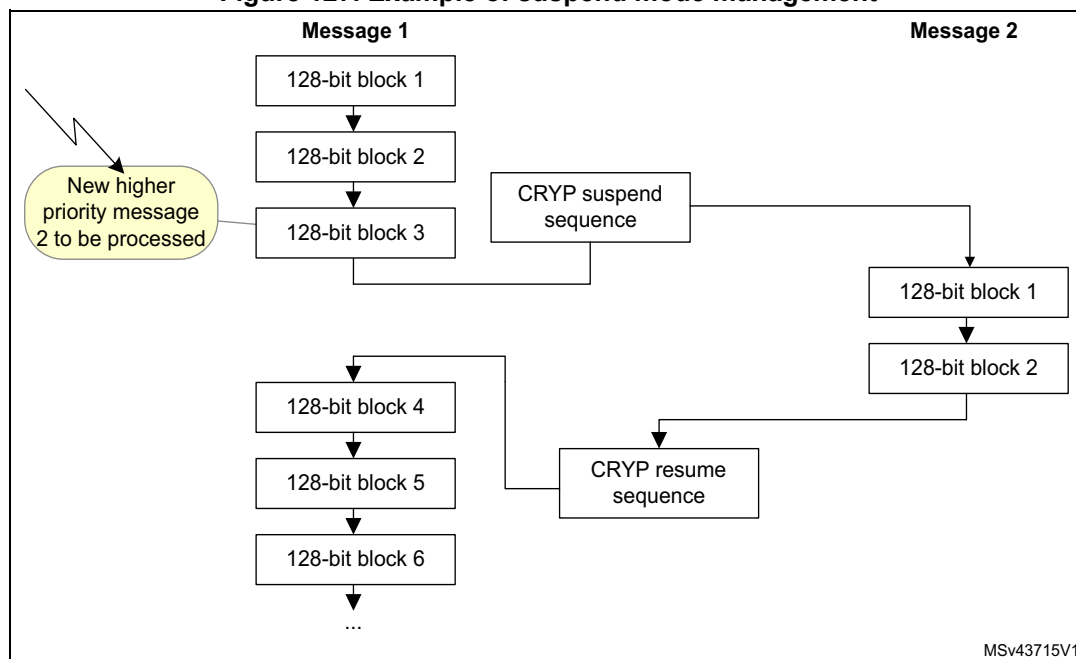 Message 1
Message 2
128-bit block 1
128-bit block 2
New higher
priority message
2 to be processed
128-bit block 3
CRYP suspend
sequence
128-bit block 1
128-bit block 2
128-bit block 4
CRYP resume
sequence
128-bit block 5
128-bit block 6
...
MSv43715V1